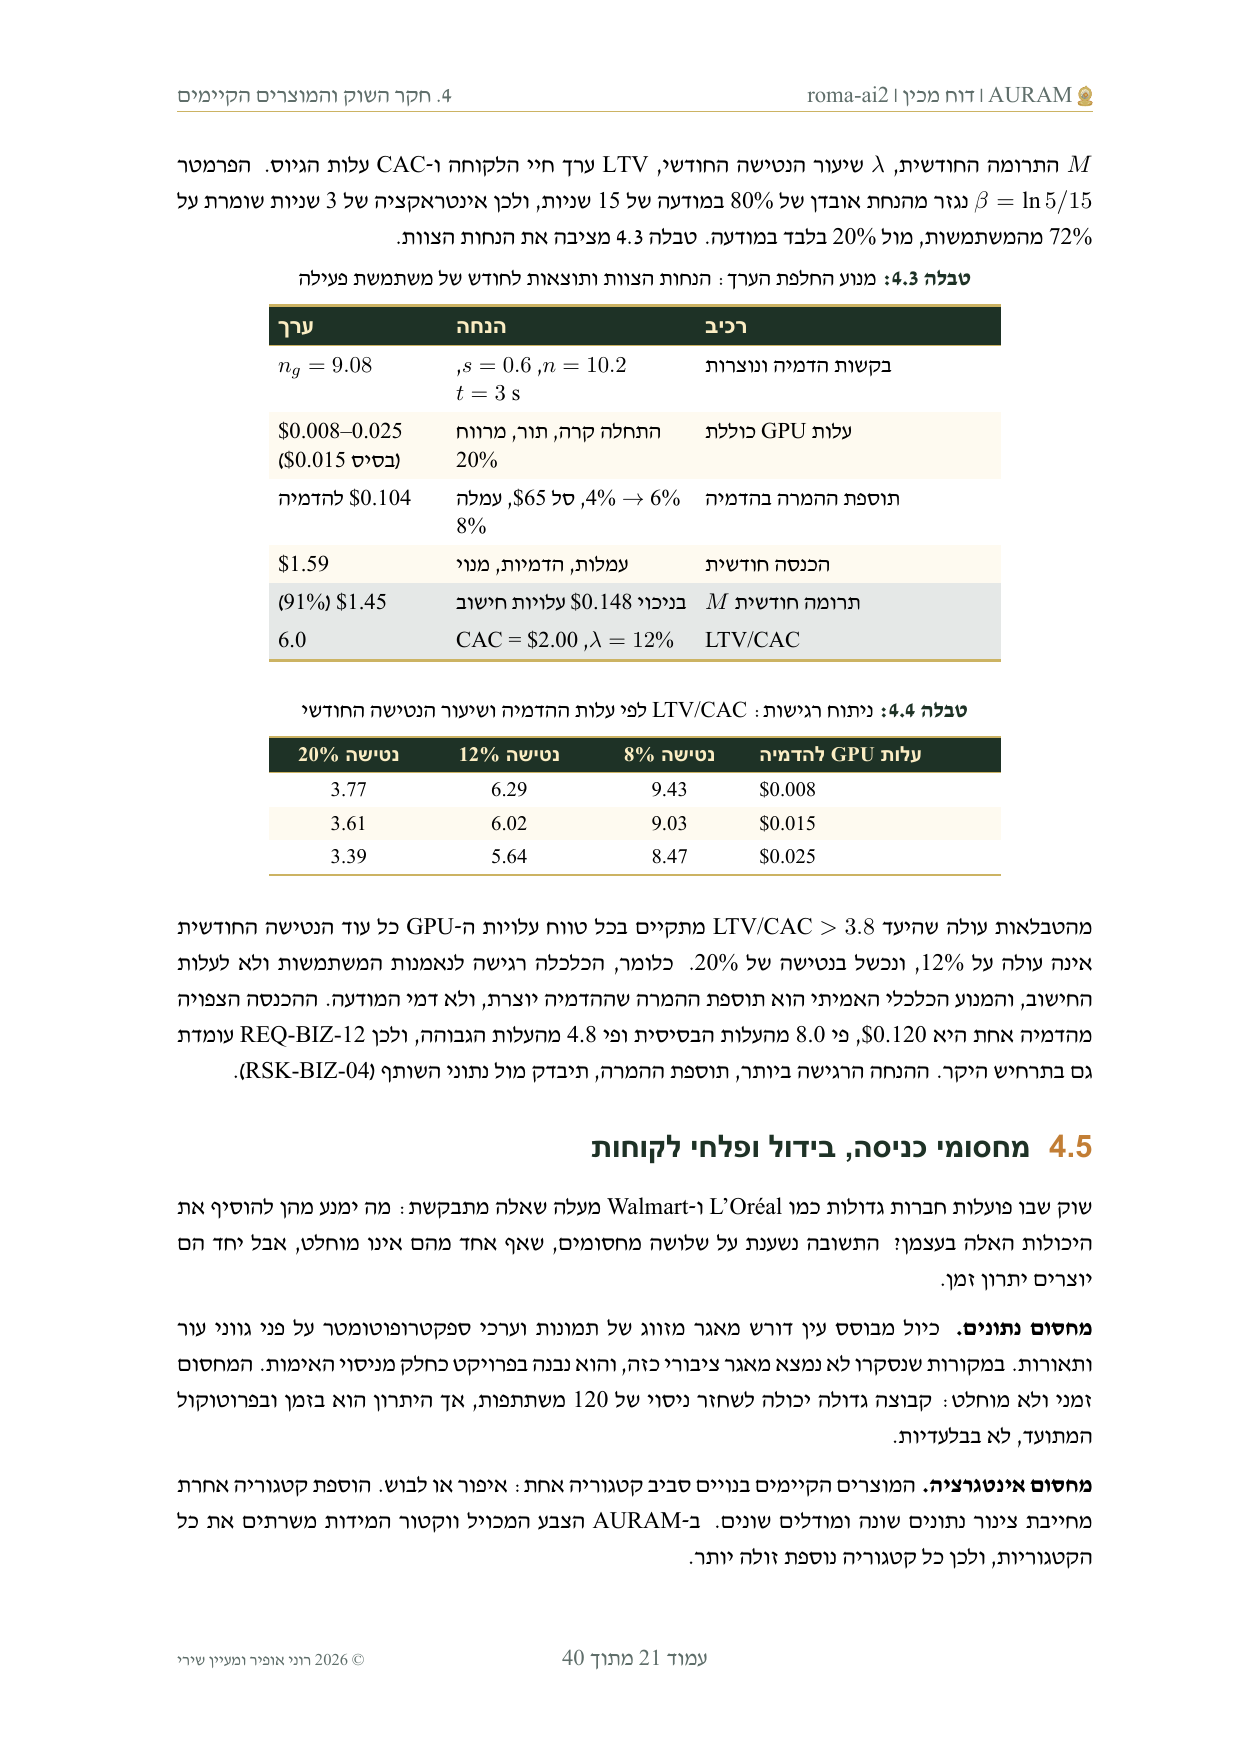 AURAM | דוח מכין | roma-ai2
4. חקר השוק והמוצרים הקיימים
M התרומה החודשית, λ שיעור הנטישה החודשי, LTV ערך חיי הלקוחה ו-CAC עלות הגיוס. הפרמטר
β = ln 5/15 נגזר מהנחת אובדן של 80% במודעה של 15 שניות, ולכן אינטראקציה של 3 שניות שומרת על
72% מהמשתמשות, מול 20% בלבד במודעה. טבלה 4.3 מציבה את הנחות הצוות.
טבלה 4.3: מנוע החלפת הערך: הנחות הצוות ותוצאות לחודש של משתמשת פעילה
רכיב הנחה ערך
בקשות הדמיה ונוצרות n = 10.2, s = 0.6, n_g = 9.08
t = 3 s
עלות GPU כוללת התחלה קרה, תור, מרווח $0.008–0.025
20% (בסיס $0.015)
תוספת ההמרה בהדמיה 4% → 6%, סל $65, עמלה $0.104 להדמיה
8%
הכנסה חודשית עמלות, הדמיות, מנוי $1.59
תרומה חודשית M בניכוי $0.148 עלויות חישוב $1.45 (91%)
LTV/CAC λ = 12%, CAC = $2.00 6.0
טבלה 4.4: ניתוח רגישות: LTV/CAC לפי עלות ההדמיה ושיעור הנטישה החודשי
עלות GPU להדמיה נטישה 8% נטישה 12% נטישה 20%
$0.008 9.43 6.29 3.77
$0.015 9.03 6.02 3.61
$0.025 8.47 5.64 3.39
מהטבלאות עולה שהיעד LTV/CAC > 3.8 מתקיים בכל טווח עלויות ה-GPU כל עוד הנטישה החודשית
אינה עולה על 12%, ונכשל בנטישה של 20%. כלומר, הכלכלה רגישה לנאמנות המשתמשות ולא לעלות
החישוב, והמנוע הכלכלי האמיתי הוא תוספת ההמרה שההדמיה יוצרת, ולא דמי המודעה. ההכנסה הצפויה
מהדמיה אחת היא $0.120, פי 8.0 מהעלות הבסיסית ופי 4.8 מהעלות הגבוהה, ולכן REQ-BIZ-12 עומדת
גם בתרחיש היקר. ההנחה הרגישה ביותר, תוספת ההמרה, תיבדק מול נתוני השותף (RSK-BIZ-04).
4.5 מחסומי כניסה, בידול ופלחי לקוחות
שוק שבו פועלות חברות גדולות כמו L’Oréal ו-Walmart מעלה שאלה מתבקשת: מה ימנע מהן להוסיף את
היכולות האלה בעצמן? התשובה נשענת על שלושה מחסומים, שאף אחד מהם אינו מוחלט, אבל יחד הם
יוצרים יתרון זמן.
מחסום נתונים. כיול מבוסס עין דורש מאגר מזווג של תמונות וערכי ספקטרופוטומטר על פני גווני עור
ותאורות. במקורות שנסקרו לא נמצא מאגר ציבורי כזה, והוא נבנה בפרויקט כחלק מניסוי האימות. המחסום
זמני ולא מוחלט: קבוצה גדולה יכולה לשחזר ניסוי של 120 משתתפות, אך היתרון הוא בזמן ובפרוטוקול
המתועד, לא בבלעדיות.
מחסום אינטגרציה. המוצרים הקיימים בנויים סביב קטגוריה אחת: איפור או לבוש. הוספת קטגוריה אחרת
מחייבת צינור נתונים שונה ומודלים שונים. ב-AURAM הצבע המכויל ווקטור המידות משרתים את כל
הקטגוריות, ולכן כל קטגוריה נוספת זולה יותר.
עמוד 21 מתוך 40
© 2026 רוני אופיר ומעיין שירי